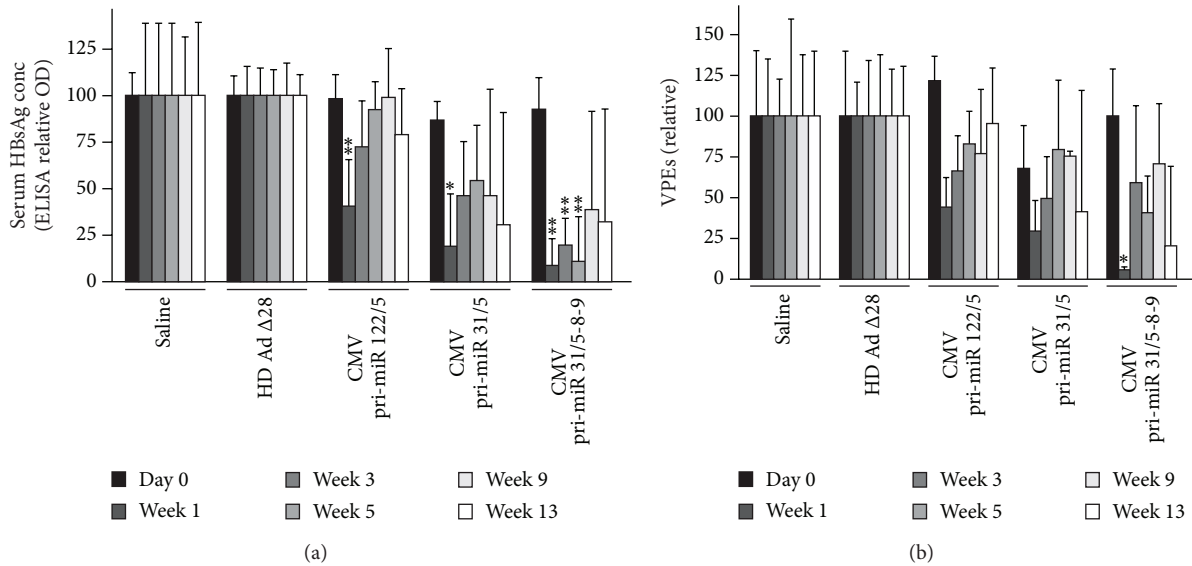 Serum HBsAg conc
(ELISA relative OD)
125
100
75
50
25
0
**
*
**
**
**
Saline
HD Ad Δ28
CMV
pri-miR 122/5
CMV
pri-miR 31/5
CMV
pri-miR 31/5-8-9
Day 0
Week 1
Week 3
Week 5
Week 9
Week 13
(a)
VPEs (relative)
150
125
100
75
50
25
0
*
Saline
HD Ad Δ28
CMV
pri-miR 122/5
CMV
pri-miR 31/5
CMV
pri-miR 31/5-8-9
Day 0
Week 1
Week 3
Week 5
Week 9
Week 13
(b)